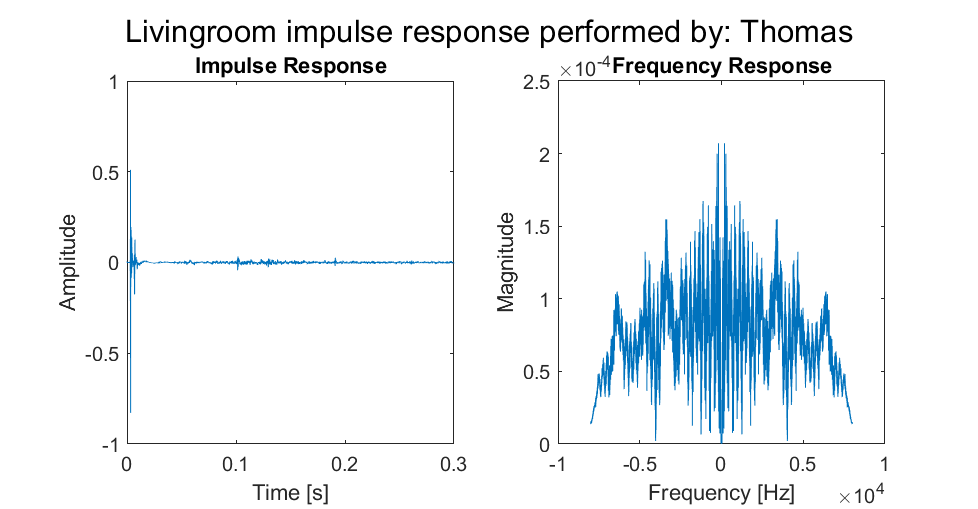 Livingroom impulse response performed by: Thomas
Impulse Response
1
0.5
0
-0.5
-1
Amplitude
0 0.1 0.2 0.3
Time [s]
×10-4 Frequency Response
2.5
2
1.5
1
0.5
0
Magnitude
-1 -0.5 0 0.5 1
Frequency [Hz] ×10^4